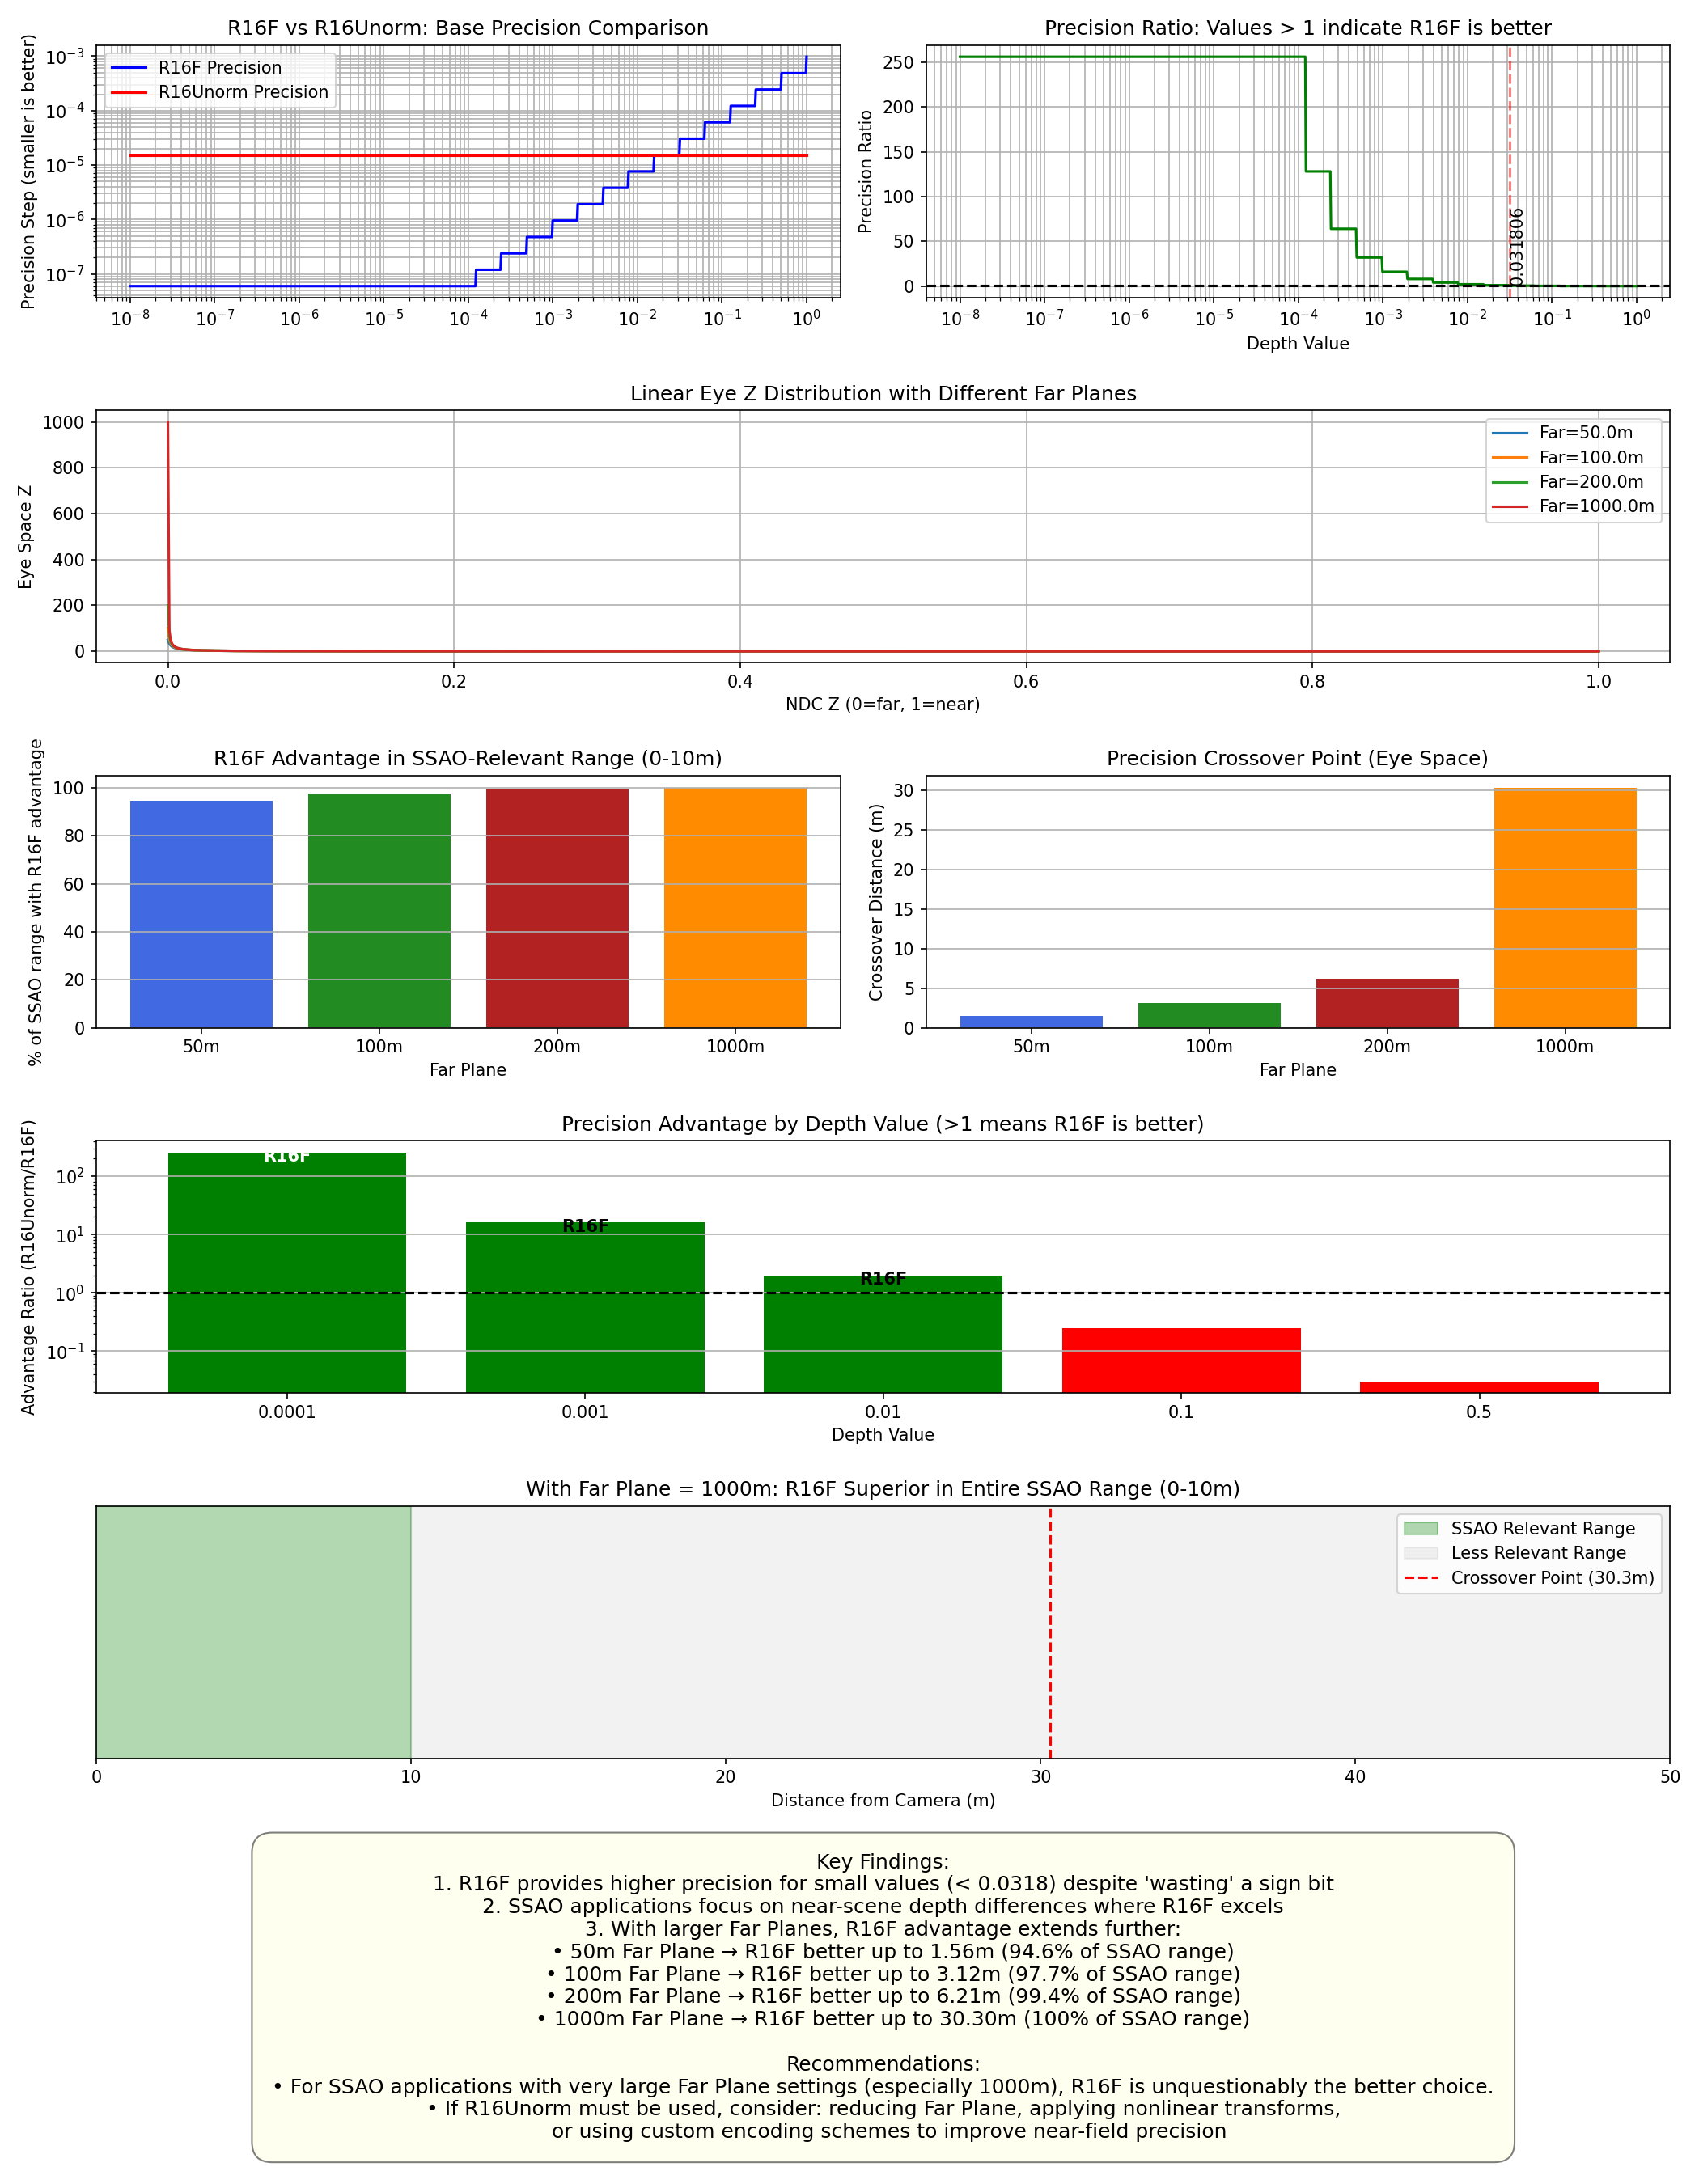 R16F vs R16Unorm: Base Precision Comparison
Precision Step (smaller is better)
10⁻³
10⁻⁴
10⁻⁵
10⁻⁶
10⁻⁷
R16F Precision
R16Unorm Precision
10⁻⁸ 10⁻⁷ 10⁻⁶ 10⁻⁵ 10⁻⁴ 10⁻³ 10⁻² 10⁻¹ 10⁰
Precision Ratio: Values > 1 indicate R16F is better
Precision Ratio
250
200
150
100
50
0
0.031806
10⁻⁸ 10⁻⁷ 10⁻⁶ 10⁻⁵ 10⁻⁴ 10⁻³ 10⁻² 10⁻¹ 10⁰
Depth Value
Linear Eye Z Distribution with Different Far Planes
Eye Space Z
1000
800
600
400
200
0
Far=50.0m
Far=100.0m
Far=200.0m
Far=1000.0m
0.0 0.2 0.4 0.6 0.8 1.0
NDC Z (0=far, 1=near)
R16F Advantage in SSAO-Relevant Range (0-10m)
% of SSAO range with R16F advantage
100
80
60
40
20
0
50m 100m 200m 1000m
Far Plane
Precision Crossover Point (Eye Space)
Crossover Distance (m)
30
25
20
15
10
5
0
50m 100m 200m 1000m
Far Plane
Precision Advantage by Depth Value (>1 means R16F is better)
Advantage Ratio (R16Unorm/R16F)
10²
10¹
10⁰
10⁻¹
R16F
R16F
R16F
0.0001 0.001 0.01 0.1 0.5
Depth Value
With Far Plane = 1000m: R16F Superior in Entire SSAO Range (0-10m)
SSAO Relevant Range
Less Relevant Range
Crossover Point (30.3m)
0 10 20 30 40 50
Distance from Camera (m)
Key Findings:
1. R16F provides higher precision for small values (< 0.0318) despite 'wasting' a sign bit
2. SSAO applications focus on near-scene depth differences where R16F excels
3. With larger Far Planes, R16F advantage extends further:
• 50m Far Plane → R16F better up to 1.56m (94.6% of SSAO range)
• 100m Far Plane → R16F better up to 3.12m (97.7% of SSAO range)
• 200m Far Plane → R16F better up to 6.21m (99.4% of SSAO range)
• 1000m Far Plane → R16F better up to 30.30m (100% of SSAO range)
Recommendations:
• For SSAO applications with very large Far Plane settings (especially 1000m), R16F is unquestionably the better choice.
• If R16Unorm must be used, consider: reducing Far Plane, applying nonlinear transforms,
or using custom encoding schemes to improve near-field precision